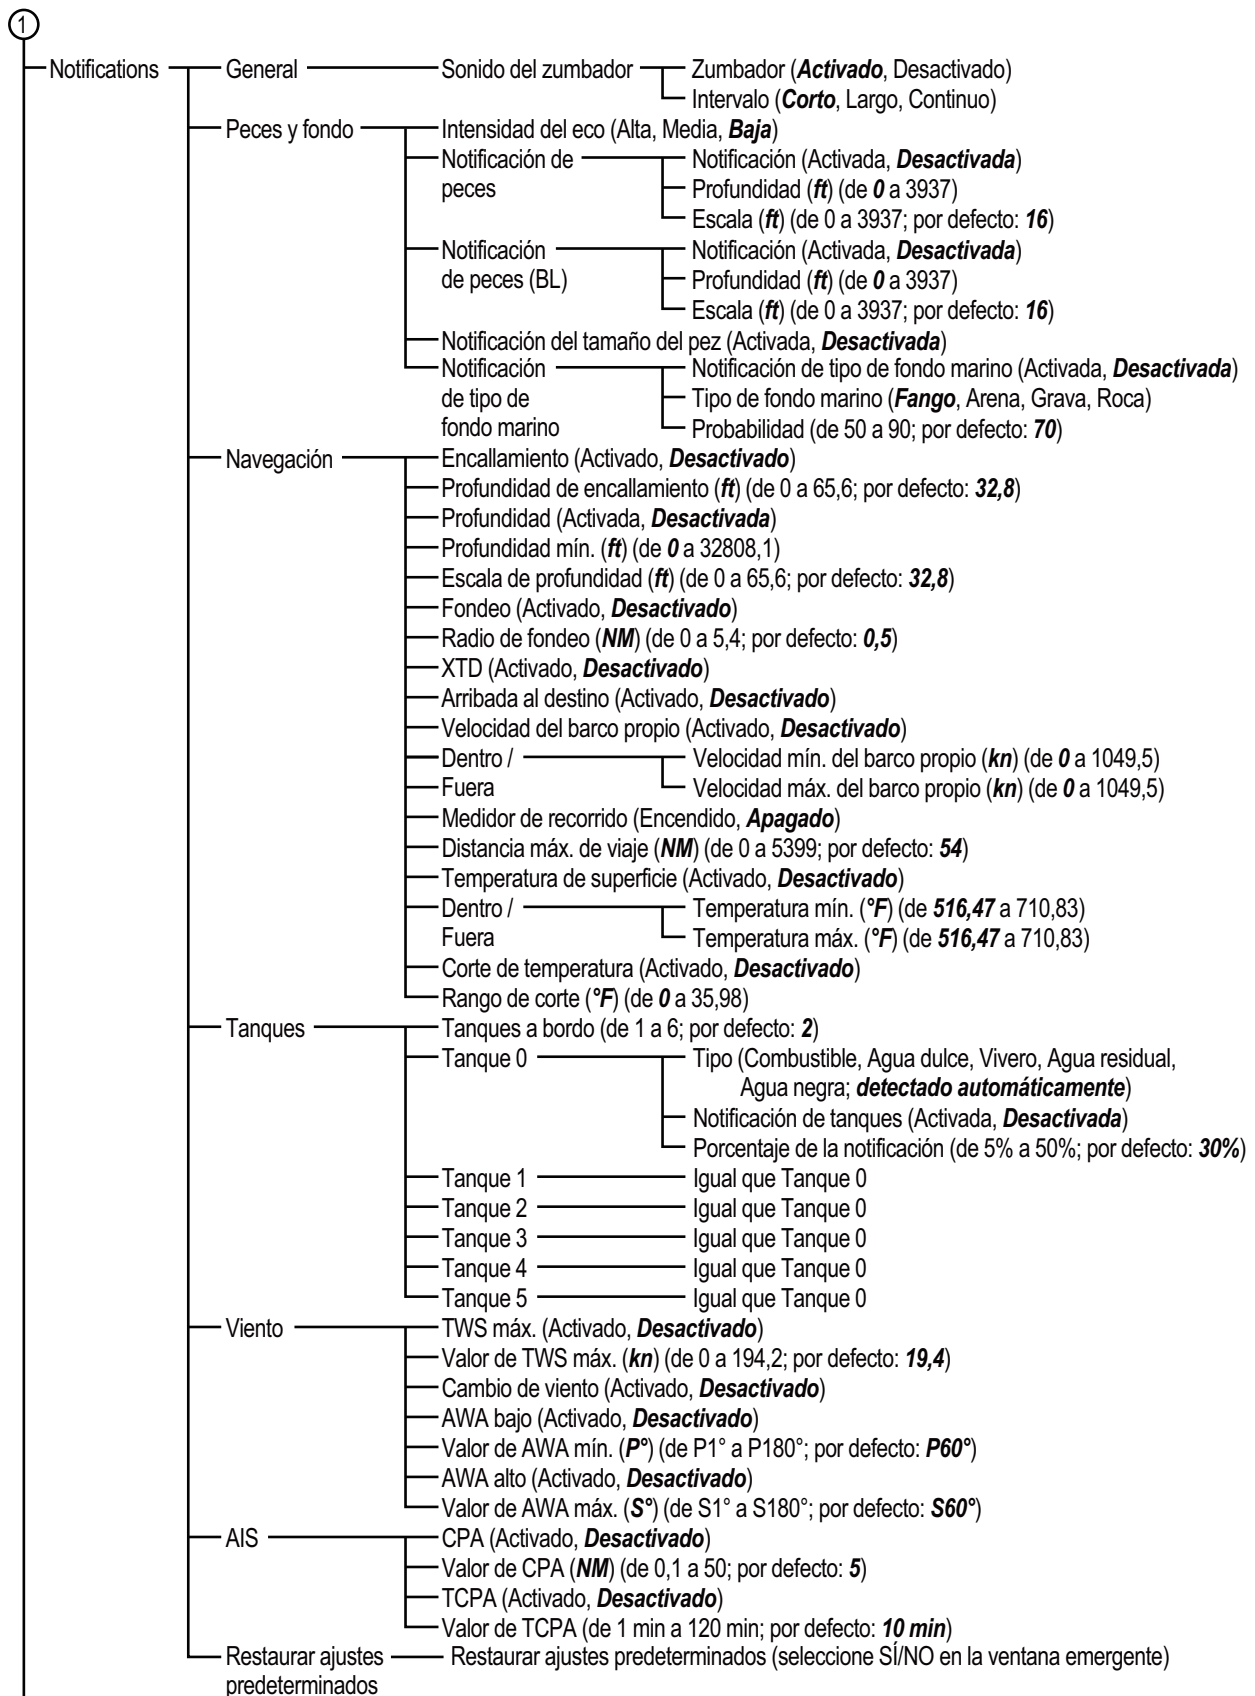 1
Notifications General Sonido del zumbador Zumbador (Activado, Desactivado)
Intervalo (Corto, Largo, Continuo)
Peces y fondo Intensidad del eco (Alta, Media, Baja)
Notificación de Notificación (Activada, Desactivada)
peces Profundidad (ft) (de 0 a 3937)
Escala (ft) (de 0 a 3937; por defecto: 16)
Notificación Notificación (Activada, Desactivada)
de peces (BL) Profundidad (ft) (de 0 a 3937)
Escala (ft) (de 0 a 3937; por defecto: 16)
Notificación del tamaño del pez (Activada, Desactivada)
Notificación Notificación de tipo de fondo marino (Activada, Desactivada)
de tipo de Tipo de fondo marino (Fango, Arena, Grava, Roca)
fondo marino Probabilidad (de 50 a 90; por defecto: 70)
Navegación Encallamiento (Activado, Desactivado)
Profundidad de encallamiento (ft) (de 0 a 65,6; por defecto: 32,8)
Profundidad (Activada, Desactivada)
Profundidad mín. (ft) (de 0 a 32808,1)
Escala de profundidad (ft) (de 0 a 65,6; por defecto: 32,8)
Fondeo (Activado, Desactivado)
Radio de fondeo (NM) (de 0 a 5,4; por defecto: 0,5)
XTD (Activado, Desactivado)
Arribada al destino (Activado, Desactivado)
Velocidad del barco propio (Activado, Desactivado)
Dentro / Velocidad mín. del barco propio (kn) (de 0 a 1049,5)
Fuera Velocidad máx. del barco propio (kn) (de 0 a 1049,5)
Medidor de recorrido (Encendido, Apagado)
Distancia máx. de viaje (NM) (de 0 a 5399; por defecto: 54)
Temperatura de superficie (Activado, Desactivado)
Dentro / Temperatura mín. (°F) (de 516,47 a 710,83)
Fuera Temperatura máx. (°F) (de 516,47 a 710,83)
Corte de temperatura (Activado, Desactivado)
Rango de corte (°F) (de 0 a 35,98)
Tanques Tanques a bordo (de 1 a 6; por defecto: 2)
Tanque 0 Tipo (Combustible, Agua dulce, Vivero, Agua residual,
Agua negra; detectado automáticamente)
Notificación de tanques (Activada, Desactivada)
Porcentaje de la notificación (de 5% a 50%; por defecto: 30%)
Tanque 1 Igual que Tanque 0
Tanque 2 Igual que Tanque 0
Tanque 3 Igual que Tanque 0
Tanque 4 Igual que Tanque 0
Tanque 5 Igual que Tanque 0
Viento TWS máx. (Activado, Desactivado)
Valor de TWS máx. (kn) (de 0 a 194,2; por defecto: 19,4)
Cambio de viento (Activado, Desactivado)
AWA bajo (Activado, Desactivado)
Valor de AWA mín. (P°) (de P1° a P180°; por defecto: P60°)
AWA alto (Activado, Desactivado)
Valor de AWA máx. (S°) (de S1° a S180°; por defecto: S60°)
AIS CPA (Activado, Desactivado)
Valor de CPA (NM) (de 0,1 a 50; por defecto: 5)
TCPA (Activado, Desactivado)
Valor de TCPA (de 1 min a 120 min; por defecto: 10 min)
Restaurar ajustes Restaurar ajustes predeterminados (seleccione SÍ/NO en la ventana emergente)
predeterminados